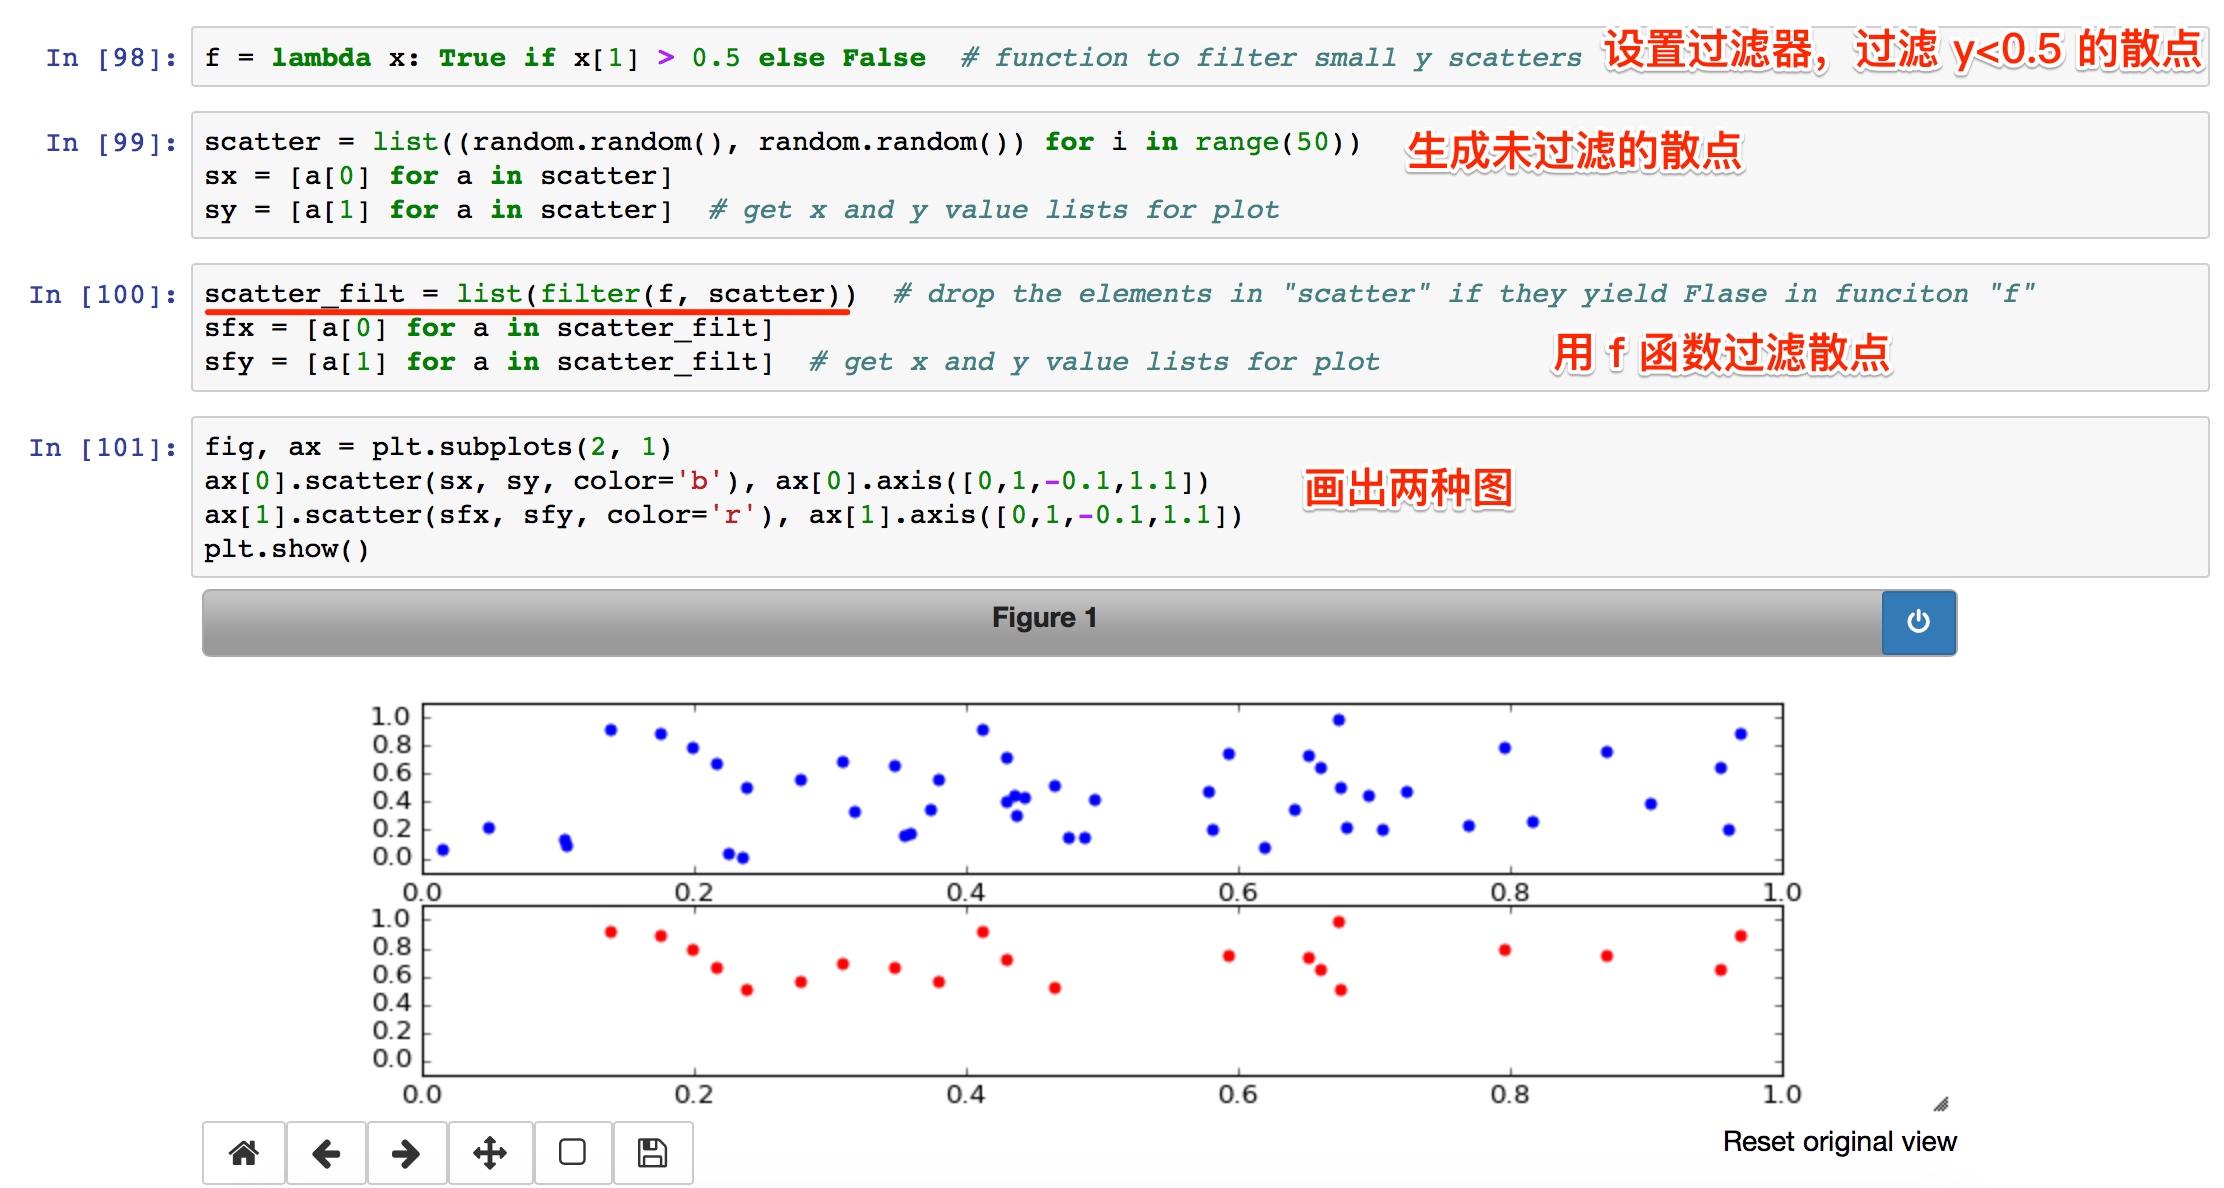 In [98]: f = lambda x: True if x[1] > 0.5 else False  # function to filter small y scatters 设置过滤器，过滤 y<0.5 的散点
In [99]: scatter = list((random.random(), random.random()) for i in range(50)) 生成未过滤的散点
sx = [a[0] for a in scatter]
sy = [a[1] for a in scatter]  # get x and y value lists for plot
In [100]: scatter_filt = list(filter(f, scatter))  # drop the elements in "scatter" if they yield Flase in funciton "f"
sfx = [a[0] for a in scatter_filt]
sfy = [a[1] for a in scatter_filt]  # get x and y value lists for plot 用 f 函数过滤散点
In [101]: fig, ax = plt.subplots(2, 1)
ax[0].scatter(sx, sy, color='b'), ax[0].axis([0,1,-0.1,1.1]) 画出两种图
ax[1].scatter(sfx, sfy, color='r'), ax[1].axis([0,1,-0.1,1.1])
plt.show()
Figure 1
1.0
0.8
0.6
0.4
0.2
0.0
0.0 0.2 0.4 0.6 0.8 1.0
1.0
0.8
0.6
0.4
0.2
0.0
0.0 0.2 0.4 0.6 0.8 1.0
Reset original view